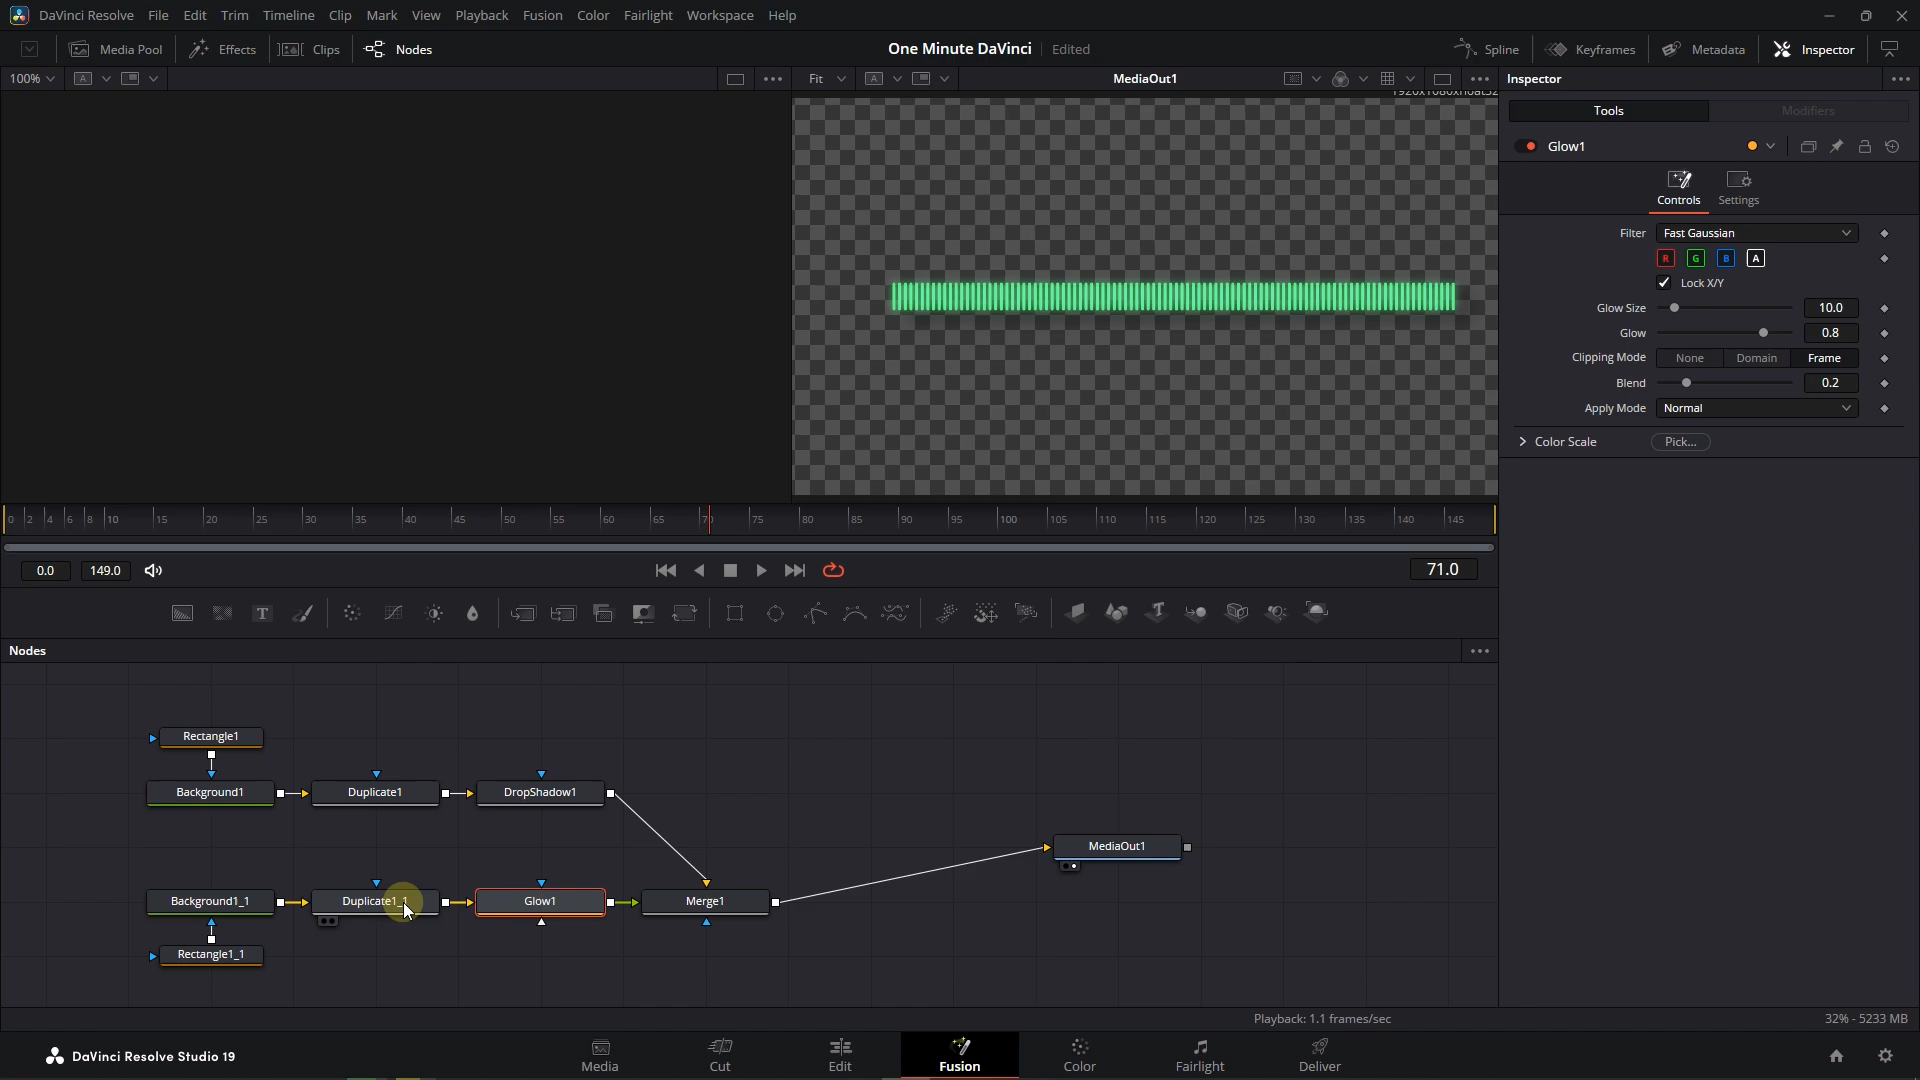 DaVinci Resolve File Edit Trim Timeline Clip Mark View Playback Fusion Color Fairlight Workspace Help
Media Pool Effects Clips Nodes One Minute DaVinci Edited Spline Keyframes Metadata Inspector
100% A Fit A MediaOut1 Inspector
Tools Modifiers
Glow1
Controls Settings
Filter Fast Gaussian
R G B A
Lock X/Y
Glow Size 10.0
Glow 0.8
Clipping Mode None Domain Frame
Blend 0.2
Apply Mode Normal
Color Scale Pick...
0 2 4 6 8 10 15 20 25 30 35 40 45 50 55 60 65 70 75 80 85 90 95 100 105 110 115 120 125 130 135 140 145
0.0 149.0 71.0
T
Nodes
Rectangle1
Background1 Duplicate1 DropShadow1
MediaOut1
Background1_1 Duplicate1_1 Glow1 Merge1
Rectangle1_1
Playback: 1.1 frames/sec 32% - 5233 MB
DaVinci Resolve Studio 19 Media Cut Edit Fusion Color Fairlight Deliver